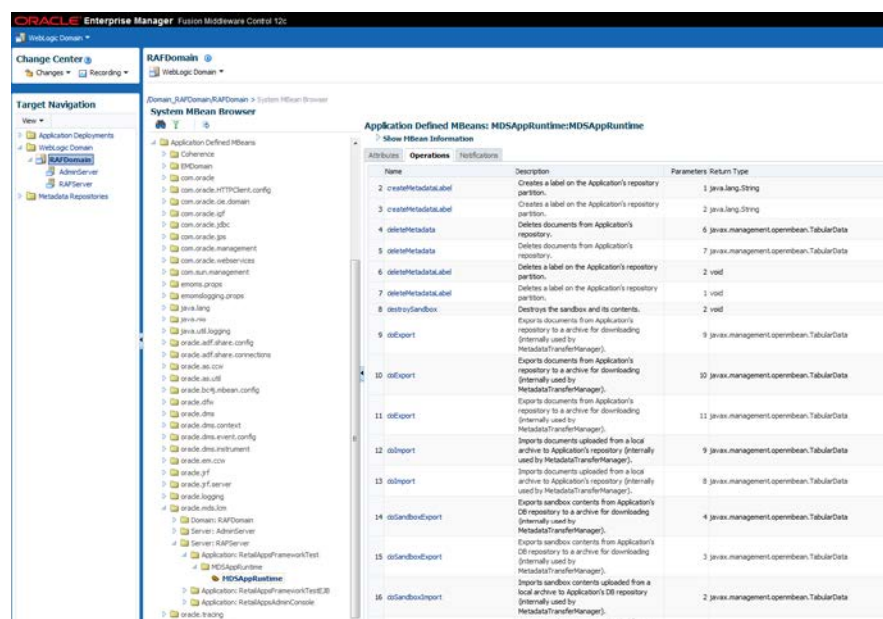 ORACLE Enterprise Manager Fusion Middleware Control 12c
WebLogic Domain
Change Center
Changes Recording
RAFDomain
WebLogic Domain
Target Navigation
View
Application Deployments
WebLogic Domain
RAFDomain
AdminServer
RAFServer
Metadata Repositories
/Domain_RAFDomain/RAFDomain > System MBean Browser
System MBean Browser
Application Defined MBeans
Coherence
EMDomain
com.oracle
com.oracle.HTTPClient.config
com.oracle.cie.domain
com.oracle.igf
com.oracle.jdbc
com.oracle.jps
com.oracle.management
com.oracle.webservices
com.sun.management
emoms.props
emomslogging.props
java.lang
java.nio
java.util.logging
oracle.adf.share.config
oracle.adf.share.connections
oracle.as.ccw
oracle.as.util
oracle.bc4j.mbean.config
oracle.dfw
oracle.dms
oracle.dms.context
oracle.dms.event.config
oracle.dms.instrument
oracle.em.ccw
oracle.jrf
oracle.jrf.server
oracle.logging
oracle.mds.lcm
Domain: RAFDomain
Server: AdminServer
Server: RAFServer
Application: RetailAppsFrameworkTest
MDSAppRuntime
MDSAppRuntime
Application: RetailAppsFrameworkTestEJB
Application: RetailAppsAdminConsole
oracle.tracing
Application Defined MBeans: MDSAppRuntime:MDSAppRuntime
Show MBean Information
Attributes Operations Notifications
Name Description Parameters Return Type
2 createMetadataLabel Creates a label on the Application's repository partition. 1 java.lang.String
3 createMetadataLabel Creates a label on the Application's repository partition. 2 java.lang.String
4 deleteMetadata Deletes documents from Application's repository. 6 javax.management.openmbean.TabularData
5 deleteMetadata Deletes documents from Application's repository. 7 javax.management.openmbean.TabularData
6 deleteMetadataLabel Deletes a label on the Application's repository partition. 2 void
7 deleteMetadataLabel Deletes a label on the Application's repository partition. 1 void
8 destroySandbox Destroys the sandbox and its contents. 2 void
9 doExport Exports documents from Application's repository to a archive for downloading (internally used by MetadataTransferManager). 9 javax.management.openmbean.TabularData
10 doExport Exports documents from Application's repository to a archive for downloading (internally used by MetadataTransferManager). 10 javax.management.openmbean.TabularData
11 doExport Exports documents from Application's repository to a archive for downloading (internally used by MetadataTransferManager). 11 javax.management.openmbean.TabularData
12 doImport Imports documents uploaded from a local archive to Application's repository (internally used by MetadataTransferManager). 9 javax.management.openmbean.TabularData
13 doImport Imports documents uploaded from a local archive to Application's repository (internally used by MetadataTransferManager). 8 javax.management.openmbean.TabularData
14 doSandboxExport Exports sandbox contents from Application's DB repository to a archive for downloading (internally used by MetadataTransferManager). 4 javax.management.openmbean.TabularData
15 doSandboxExport Exports sandbox contents from Application's DB repository to a archive for downloading (internally used by MetadataTransferManager). 3 javax.management.openmbean.TabularData
16 doSandboxImport Imports sandbox contents uploaded from a local archive to Application's DB repository (internally used by MetadataTransferManager). 2 javax.management.openmbean.TabularData